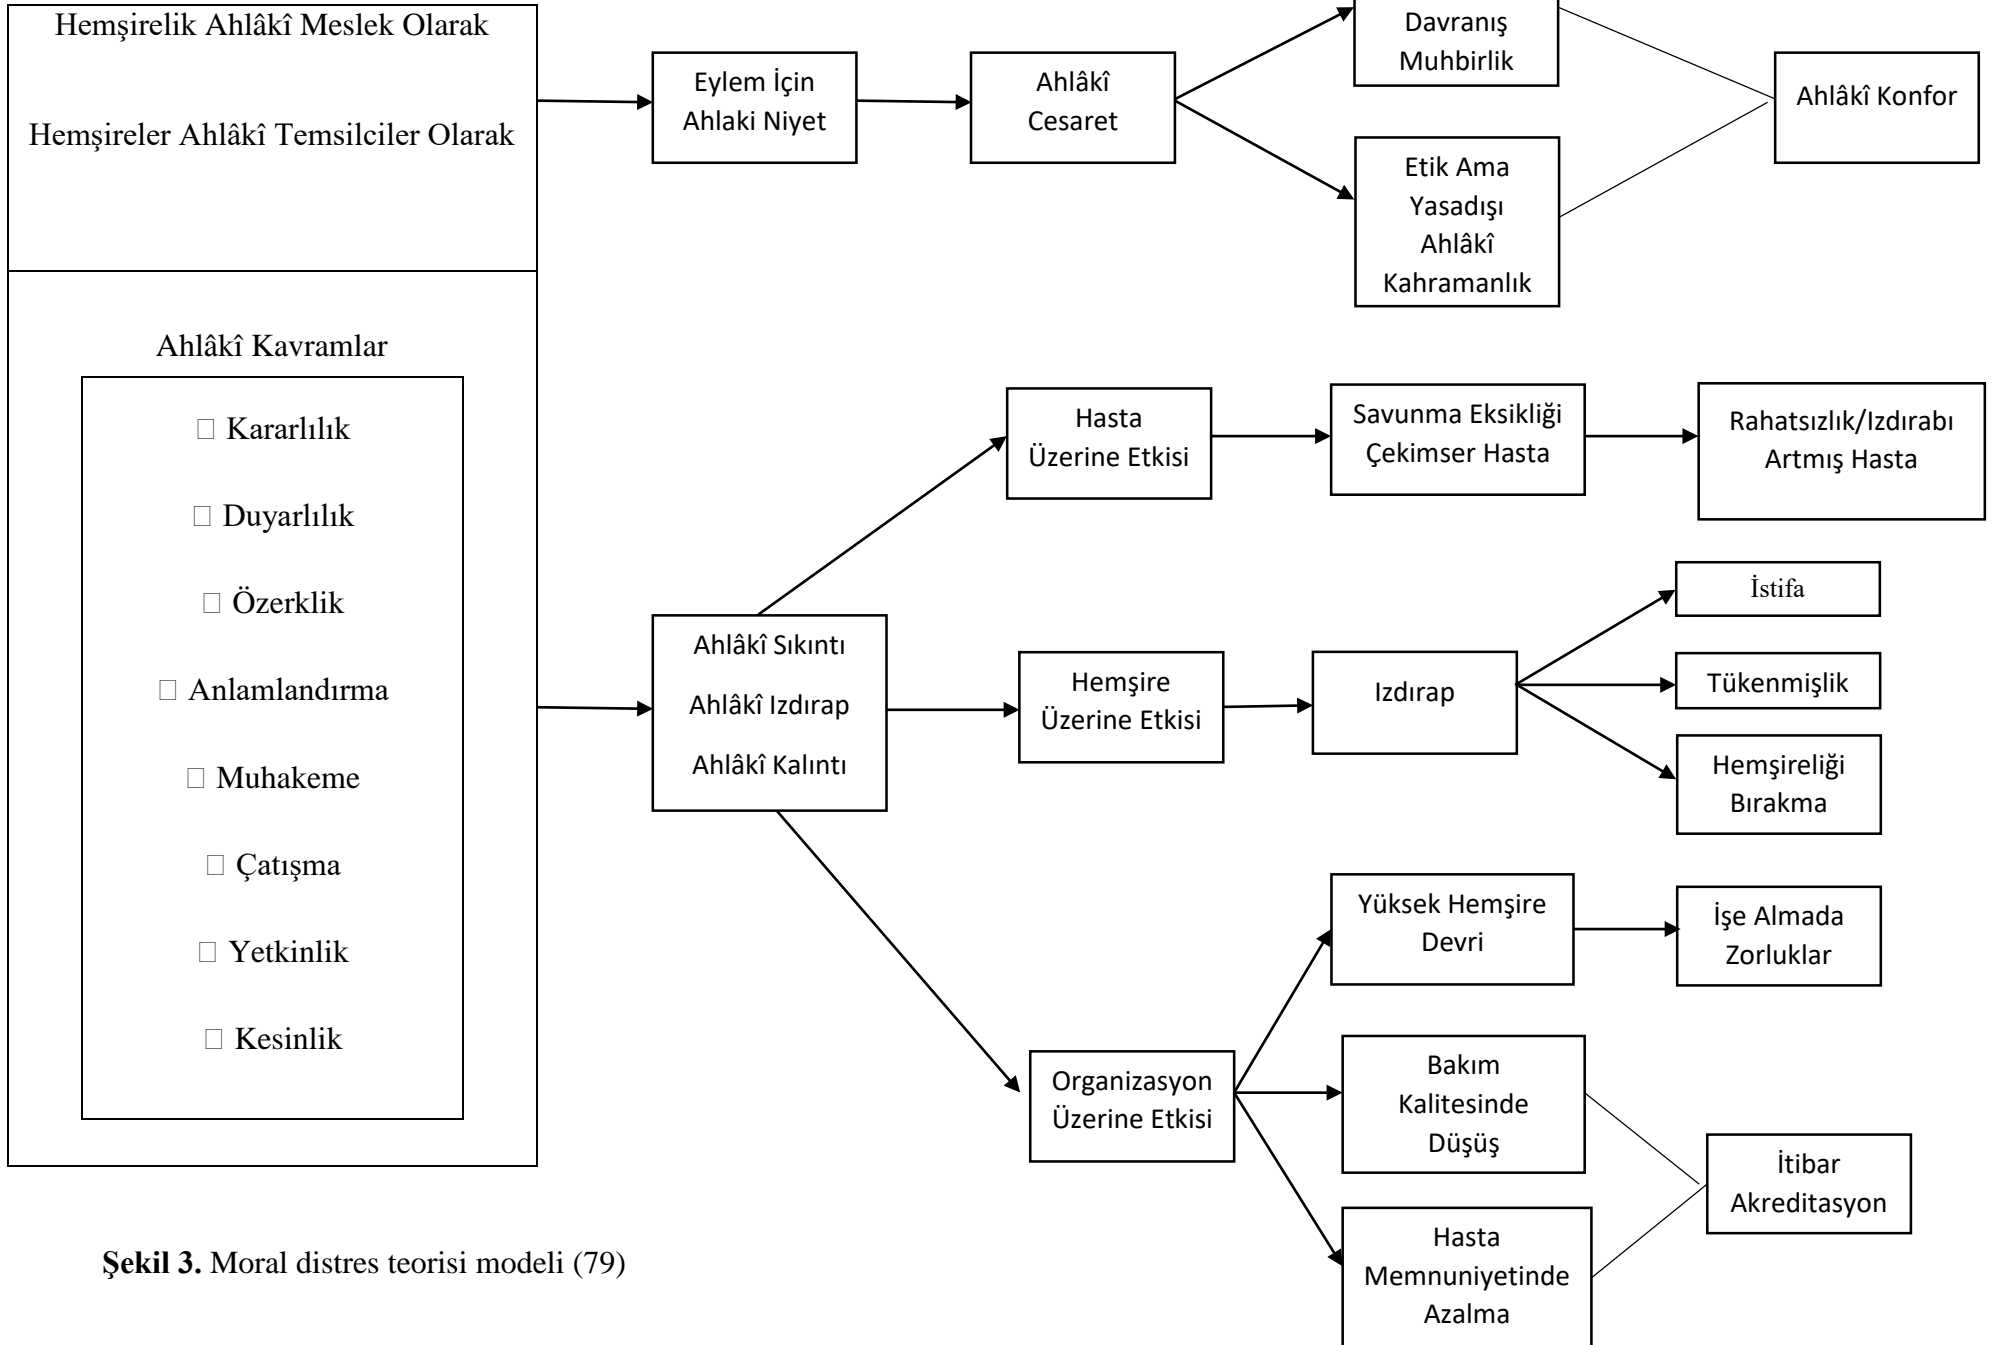 Hemşirelik Ahlâkî Meslek Olarak
Hemşireler Ahlâkî Temsilciler Olarak
Eylem İçin
Ahlaki Niyet
Ahlâkî
Cesaret
Davranış
Muhbirlik
Etik Ama
Yasadışı
Ahlâkî
Kahramanlık
Ahlâkî Konfor
Ahlâkî Kavramlar
Kararlılık
Duyarlılık
Özerklik
Anlamlandırma
Muhakeme
Çatışma
Yetkinlik
Kesinlik
Ahlâkî Sıkıntı
Ahlâkî Izdırap
Ahlâkî Kalıntı
Hasta
Üzerine Etkisi
Savunma Eksikliği
Çekimser Hasta
Rahatsızlık/Izdırabı
Artmış Hasta
Hemşire
Üzerine Etkisi
Izdırap
İstifa
Tükenmişlik
Hemşireliği
Bırakma
Organizasyon
Üzerine Etkisi
Yüksek Hemşire
Devri
İşe Almada
Zorluklar
Bakım
Kalitesinde
Düşüş
Hasta
Memnuniyetinde
Azalma
İtibar
Akreditasyon
Şekil 3. Moral distres teorisi modeli (79)